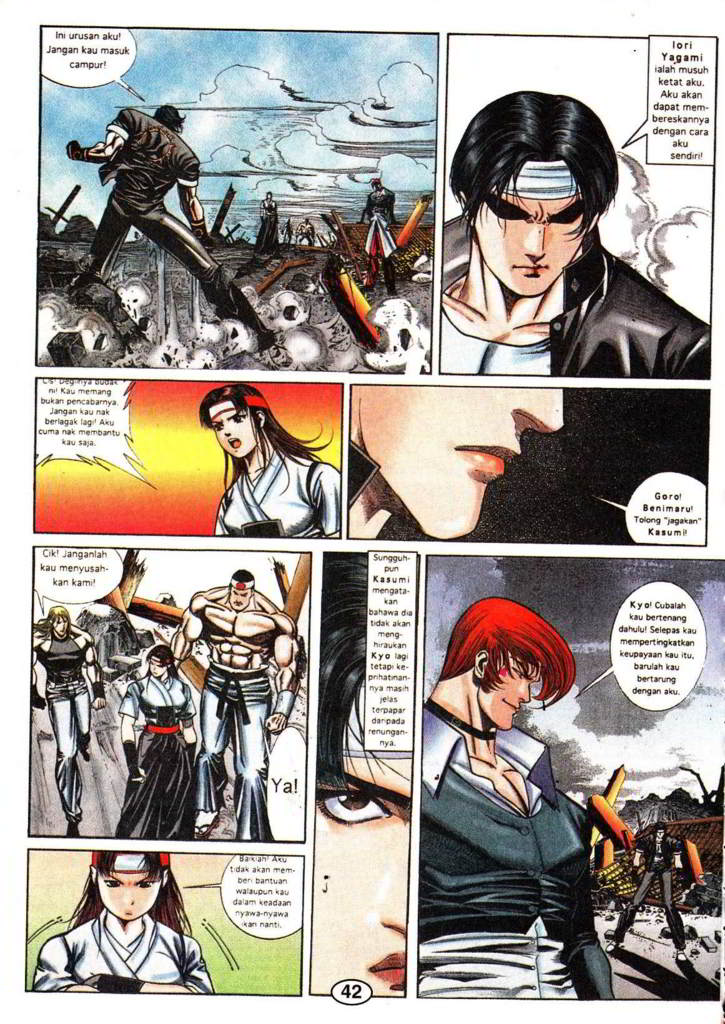 Ini urusan aku!
Jangan kau masuk
campur!
Iori
Yagami
ialah musuh
ketat aku.
Aku akan
dapat mem-
bereskannya
dengan cara
aku
sendiri!
Cis! Degilnya budak
ni! Kau memang
bukan pencabarnya.
Jangan kau nak
berlagak lagi! Aku
cuma nak membantu
kau saja.
Goro!
Benimaru!
Tolong "jagakan"
Kasumi!
Cik! Janganlah
kau menyusah-
kan kami!
Ya!
Sungguh-
pun
Kasumi
mengata-
kan
bahawa dia
tidak akan
meng-
hiraukan
Kyo lagi
tetapi ke-
prihatinan-
nya masih
jelas
terpapar
daripada
renungan-
nya.
Kyo! Cubalah
kau bertenang
dahulu! Selepas kau
mempertingkatkan
keupayaan kau itu,
barulah kau
bertarung
dengan aku.
Baiklah! Aku
tidak akan mem-
beri bantuan
walaupun kau
dalam keadaan
nyawa-nyawa
ikan nanti.
42